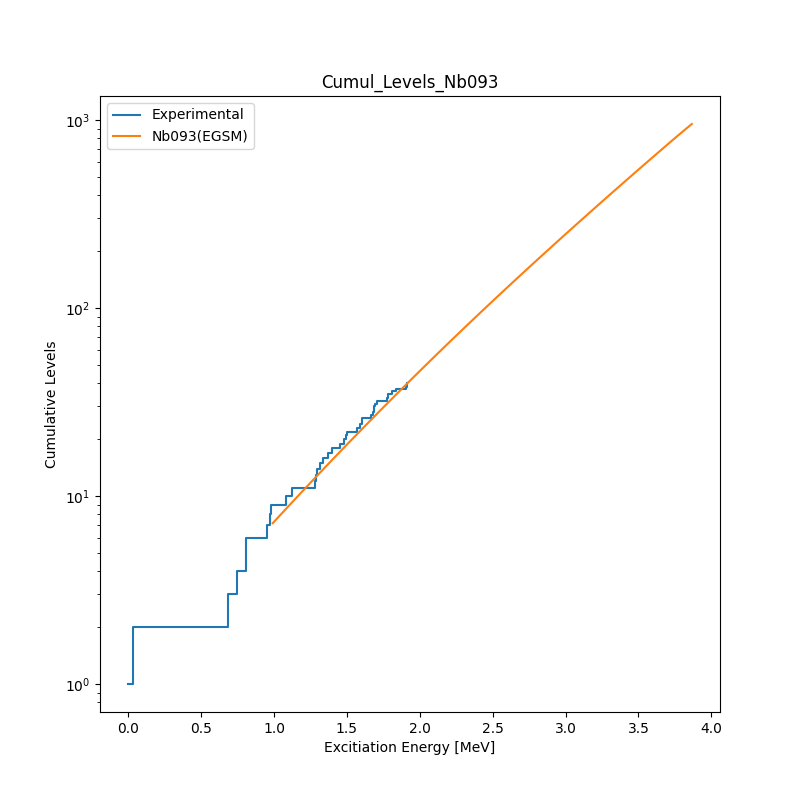 Cumul_Levels_Nb093
Experimental
Nb093(EGSM)
10³
10²
10¹
10⁰
Cumulative Levels
0.0 0.5 1.0 1.5 2.0 2.5 3.0 3.5 4.0
Excitiation Energy [MeV]